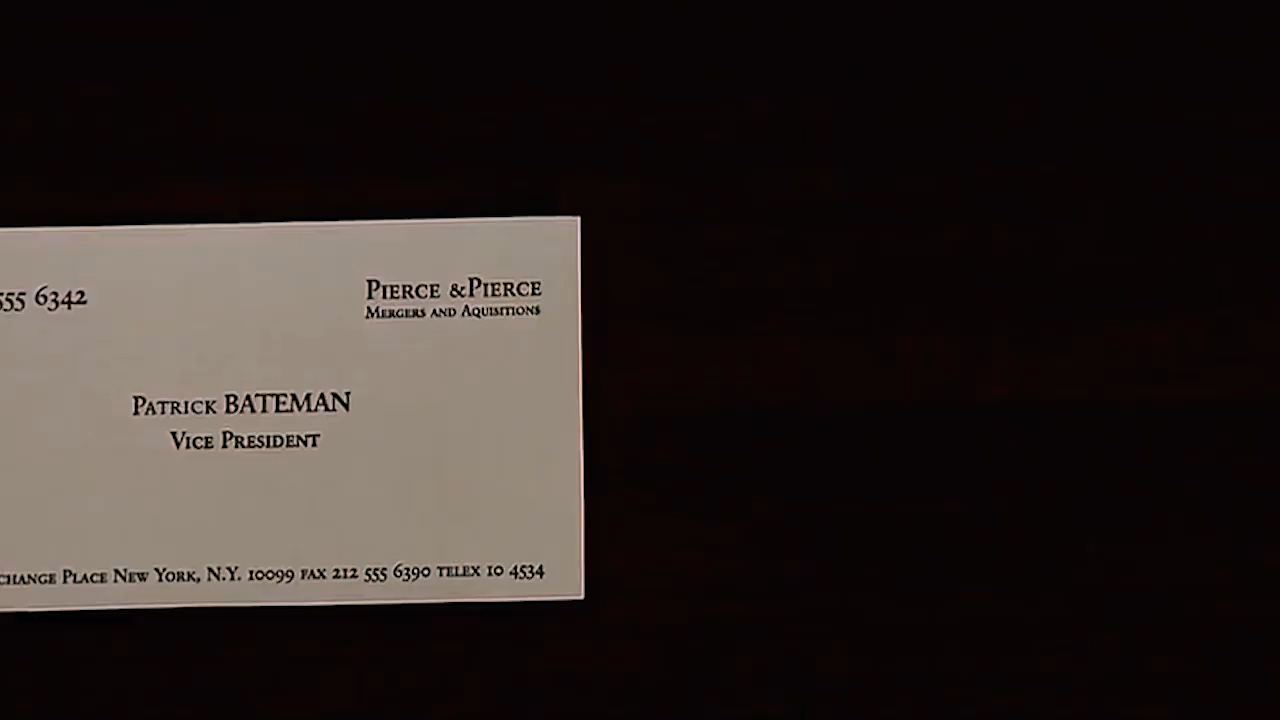 555 6342
Pierce &Pierce
Mergers and Aquisitions
Patrick BATEMAN
Vice President
change Place New York, N.Y. 10099 fax 212 555 6390 telex 10 4534